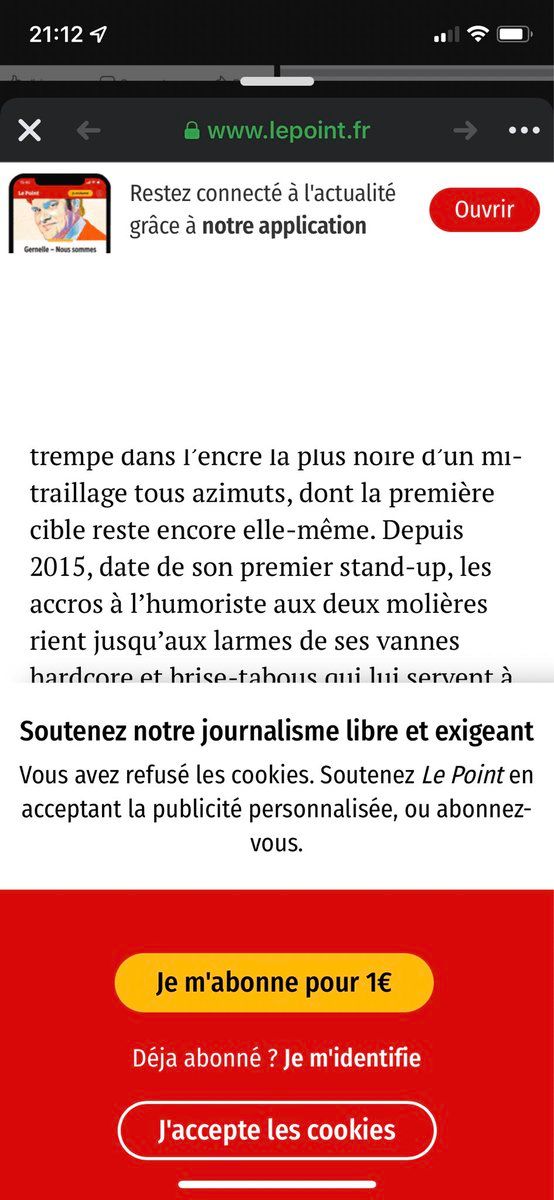 21:12
www.lepoint.fr
Restez connecté à l'actualité
grâce à notre application
Ouvrir
Le Point
Gernelle – Nous sommes
trempe dans l’encre la plus noire d’un mi-
traillage tous azimuts, dont la première
cible reste encore elle-même. Depuis
2015, date de son premier stand-up, les
accros à l’humoriste aux deux molières
rient jusqu’aux larmes de ses vannes
hardcore et brise-tabous qui lui servent à
Soutenez notre journalisme libre et exigeant
Vous avez refusé les cookies. Soutenez Le Point en
acceptant la publicité personnalisée, ou abonnez-
vous.
Je m'abonne pour 1€
Déja abonné ? Je m'identifie
J'accepte les cookies